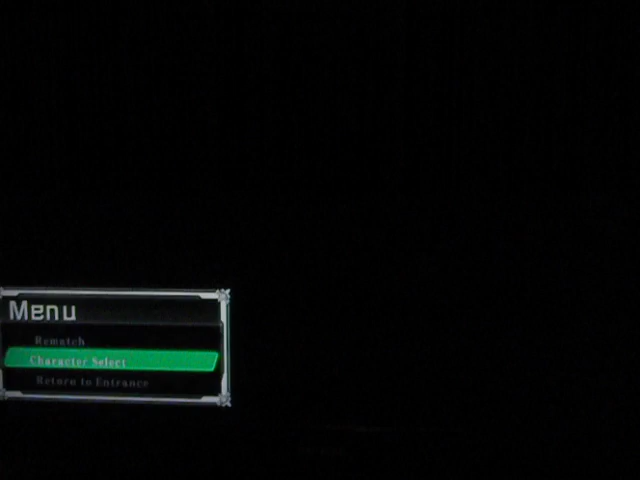 Menu
Rematch
Character Select
Return to Entrance